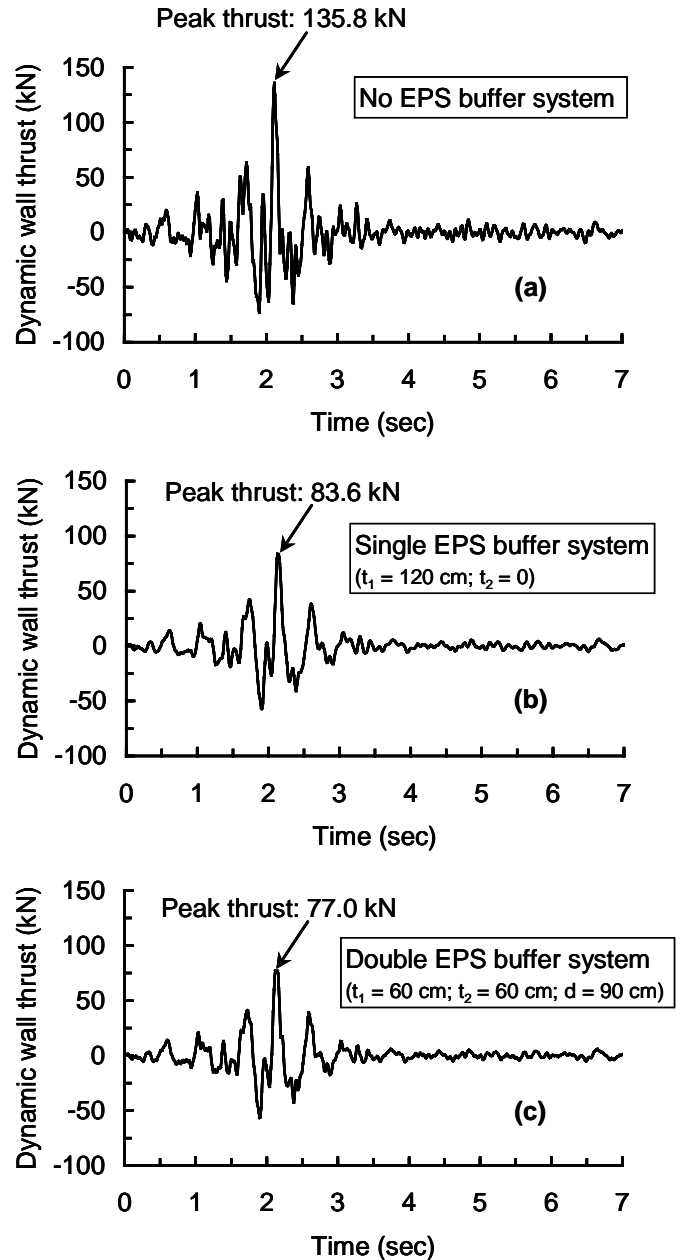 Peak thrust: 135.8 kN
Dynamic wall thrust (kN)
150
100
50
0
-50
-100
No EPS buffer system
(a)
0 1 2 3 4 5 6 7
Time (sec)
Peak thrust: 83.6 kN
Dynamic wall thrust (kN)
150
100
50
0
-50
-100
Single EPS buffer system
(t₁ = 120 cm; t₂ = 0)
(b)
0 1 2 3 4 5 6 7
Time (sec)
Peak thrust: 77.0 kN
Dynamic wall thrust (kN)
150
100
50
0
-50
-100
Double EPS buffer system
(t₁ = 60 cm; t₂ = 60 cm; d = 90 cm)
(c)
0 1 2 3 4 5 6 7
Time (sec)